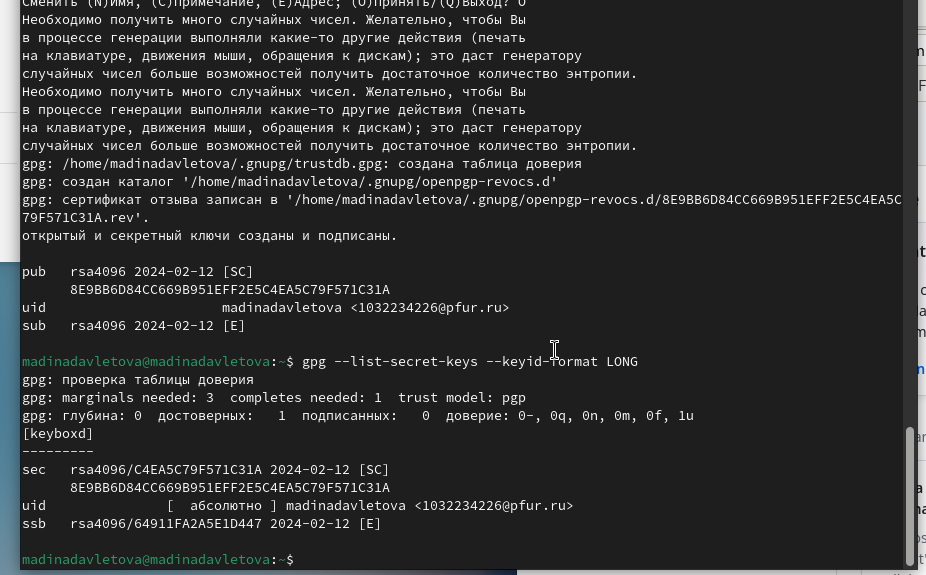 Сменить (N)Имя, (C)Примечание, (E)Адрес; (O)Принять/(Q)Выход? O
Необходимо получить много случайных чисел. Желательно, чтобы Вы
в процессе генерации выполняли какие-то другие действия (печать
на клавиатуре, движения мыши, обращения к дискам); это даст генератору
случайных чисел больше возможностей получить достаточное количество энтропии.
Необходимо получить много случайных чисел. Желательно, чтобы Вы
в процессе генерации выполняли какие-то другие действия (печать
на клавиатуре, движения мыши, обращения к дискам); это даст генератору
случайных чисел больше возможностей получить достаточное количество энтропии.
gpg: /home/madinadavletova/.gnupg/trustdb.gpg: создана таблица доверия
gpg: создан каталог '/home/madinadavletova/.gnupg/openpgp-revocs.d'
gpg: сертификат отзыва записан в '/home/madinadavletova/.gnupg/openpgp-revocs.d/8E9BB6D84CC669B951EFF2E5C4EA5C
79F571C31A.rev'.
открытый и секретный ключи созданы и подписаны.
pub   rsa4096 2024-02-12 [SC]
      8E9BB6D84CC669B951EFF2E5C4EA5C79F571C31A
uid                      madinadavletova <1032234226@pfur.ru>
sub   rsa4096 2024-02-12 [E]
madinadavletova@madinadavletova:~$ gpg --list-secret-keys --keyid-format LONG
gpg: проверка таблицы доверия
gpg: marginals needed: 3  completes needed: 1  trust model: pgp
gpg: глубина: 0  достоверных:   1  подписанных:   0  доверие: 0-, 0q, 0n, 0m, 0f, 1u
[keyboxd]
---------
sec   rsa4096/C4EA5C79F571C31A 2024-02-12 [SC]
      8E9BB6D84CC669B951EFF2E5C4EA5C79F571C31A
uid               [  абсолютно ] madinadavletova <1032234226@pfur.ru>
ssb   rsa4096/64911FA2A5E1D447 2024-02-12 [E]
madinadavletova@madinadavletova:~$